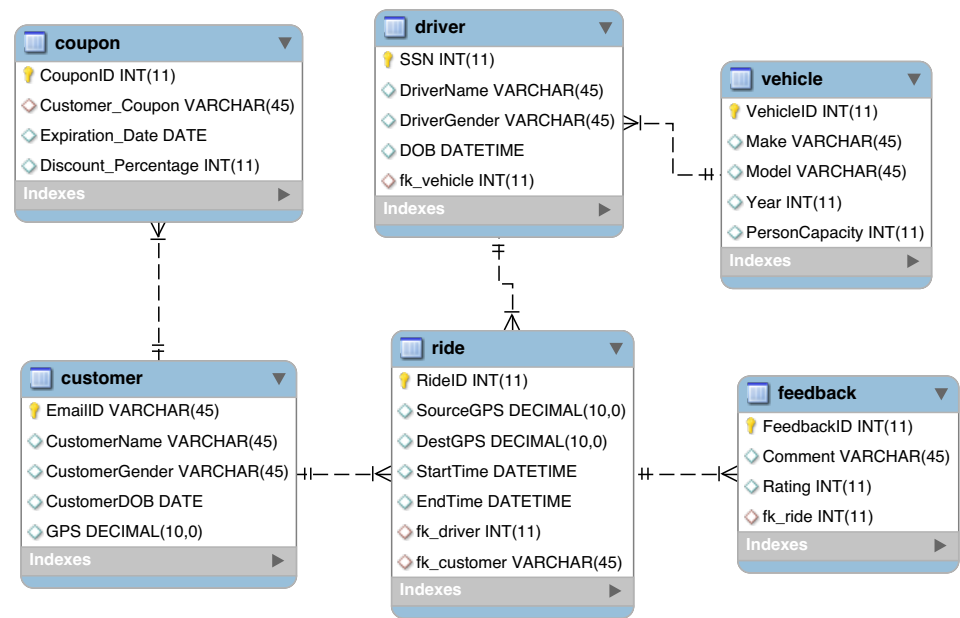 coupon
CouponID INT(11)
Customer_Coupon VARCHAR(45)
Expiration_Date DATE
Discount_Percentage INT(11)
Indexes
driver
SSN INT(11)
DriverName VARCHAR(45)
DriverGender VARCHAR(45)
DOB DATETIME
fk_vehicle INT(11)
Indexes
vehicle
VehicleID INT(11)
Make VARCHAR(45)
Model VARCHAR(45)
Year INT(11)
PersonCapacity INT(11)
Indexes
customer
EmailID VARCHAR(45)
CustomerName VARCHAR(45)
CustomerGender VARCHAR(45)
CustomerDOB DATE
GPS DECIMAL(10,0)
Indexes
ride
RideID INT(11)
SourceGPS DECIMAL(10,0)
DestGPS DECIMAL(10,0)
StartTime DATETIME
EndTime DATETIME
fk_driver INT(11)
fk_customer VARCHAR(45)
Indexes
feedback
FeedbackID INT(11)
Comment VARCHAR(45)
Rating INT(11)
fk_ride INT(11)
Indexes